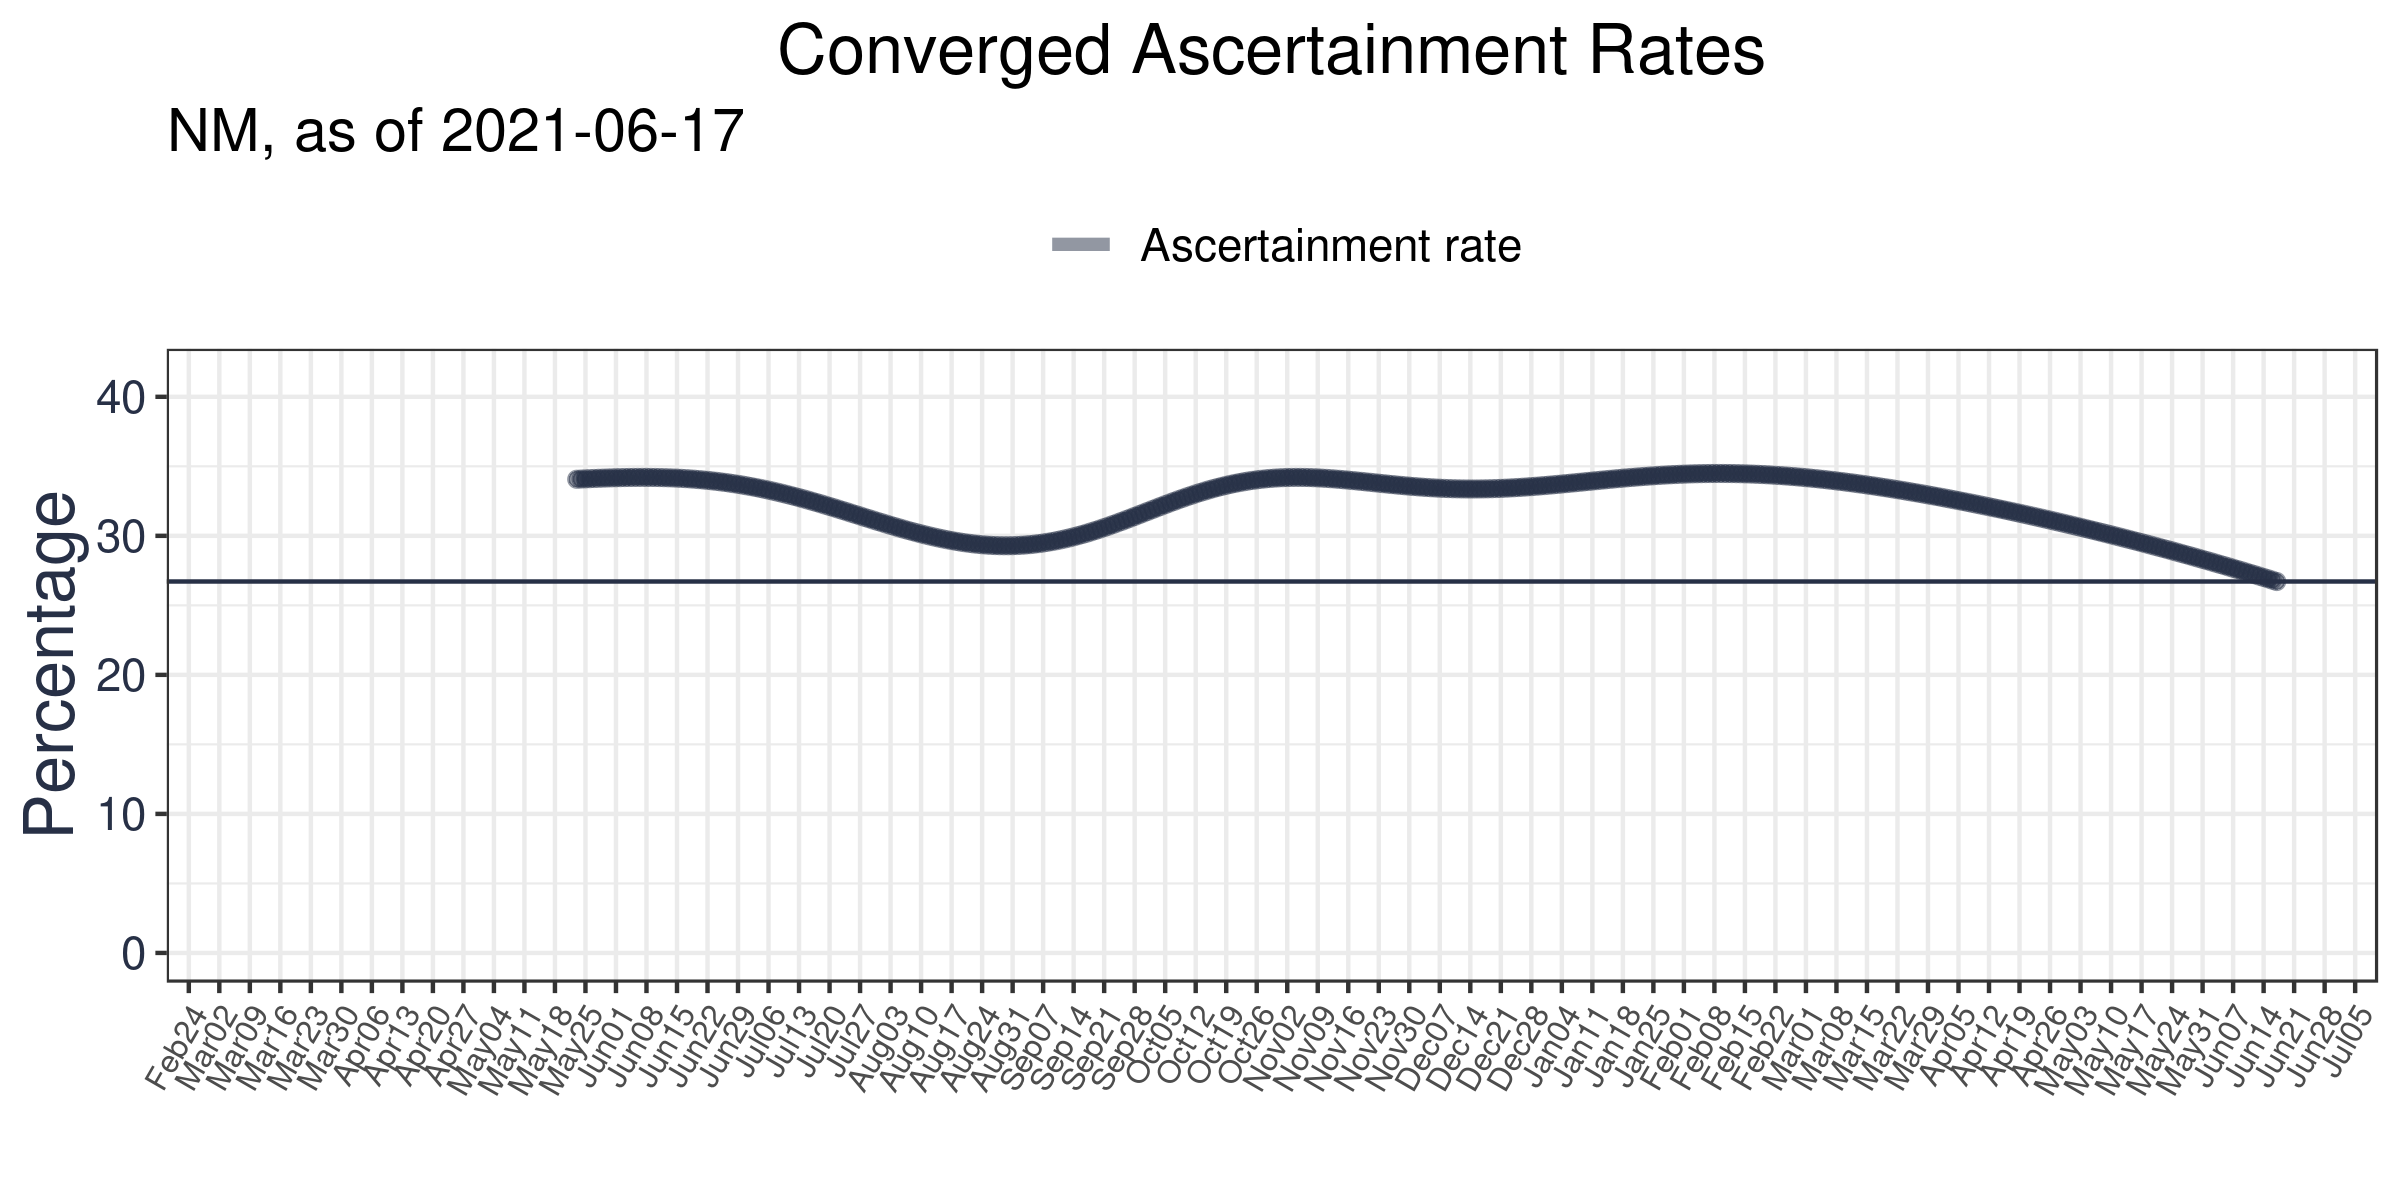 Converged Ascertainment Rates
NM, as of 2021-06-17
Ascertainment rate
Percentage
40
30
20
10
0
Feb24 Mar02 Mar09 Mar16 Mar23 Mar30 Apr06 Apr13 Apr20 Apr27 May04 May11 May18 May25 Jun01 Jun08 Jun15 Jun22 Jun29 Jul06 Jul13 Jul20 Jul27 Aug03 Aug10 Aug17 Aug24 Aug31 Sep07 Sep14 Sep21 Sep28 Oct05 Oct12 Oct19 Oct26 Nov02 Nov09 Nov16 Nov23 Nov30 Dec07 Dec14 Dec21 Dec28 Jan04 Jan11 Jan18 Jan25 Feb01 Feb08 Feb15 Feb22 Mar01 Mar08 Mar15 Mar22 Mar29 Apr05 Apr12 Apr19 Apr26 May03 May10 May17 May24 May31 Jun07 Jun14 Jun21 Jun28 Jul05